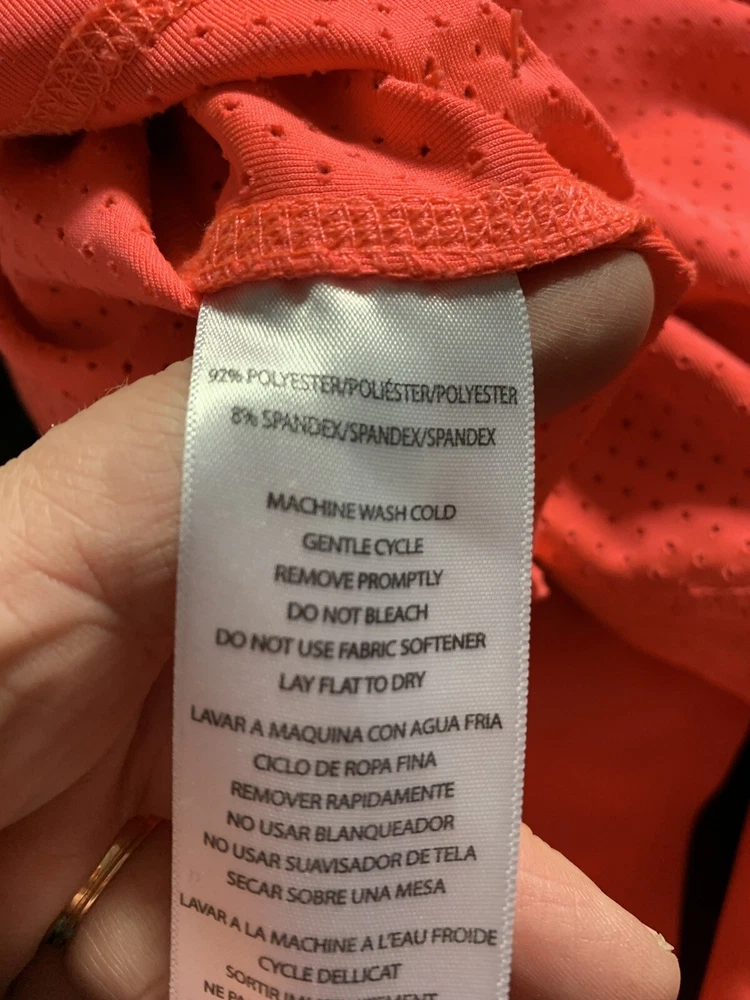 92% POLYESTER/POLIÉSTER/POLYESTER
8% SPANDEX/SPANDEX/SPANDEX
MACHINE WASH COLD
GENTLE CYCLE
REMOVE PROMPTLY
DO NOT BLEACH
DO NOT USE FABRIC SOFTENER
LAY FLAT TO DRY
LAVAR A MAQUINA CON AGUA FRIA
CICLO DE ROPA FINA
REMOVER RAPIDAMENTE
NO USAR BLANQUEADOR
NO USAR SUAVISADOR DE TELA
SECAR SOBRE UNA MESA
LAVAR A LA MACHINE A L'EAU FROIDE
CYCLE DELLICAT
SORTIR
NE